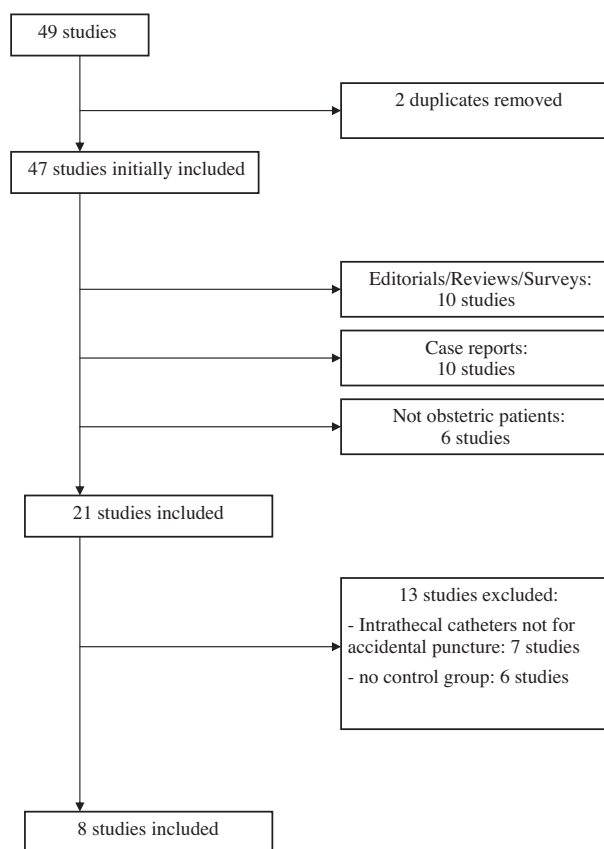 49 studies
2 duplicates removed
47 studies initially included
Editorials/Reviews/Surveys:
10 studies
Case reports:
10 studies
Not obstetric patients:
6 studies
21 studies included
13 studies excluded:
- Intrathecal catheters not for
accidental puncture: 7 studies
- no control group: 6 studies
8 studies included